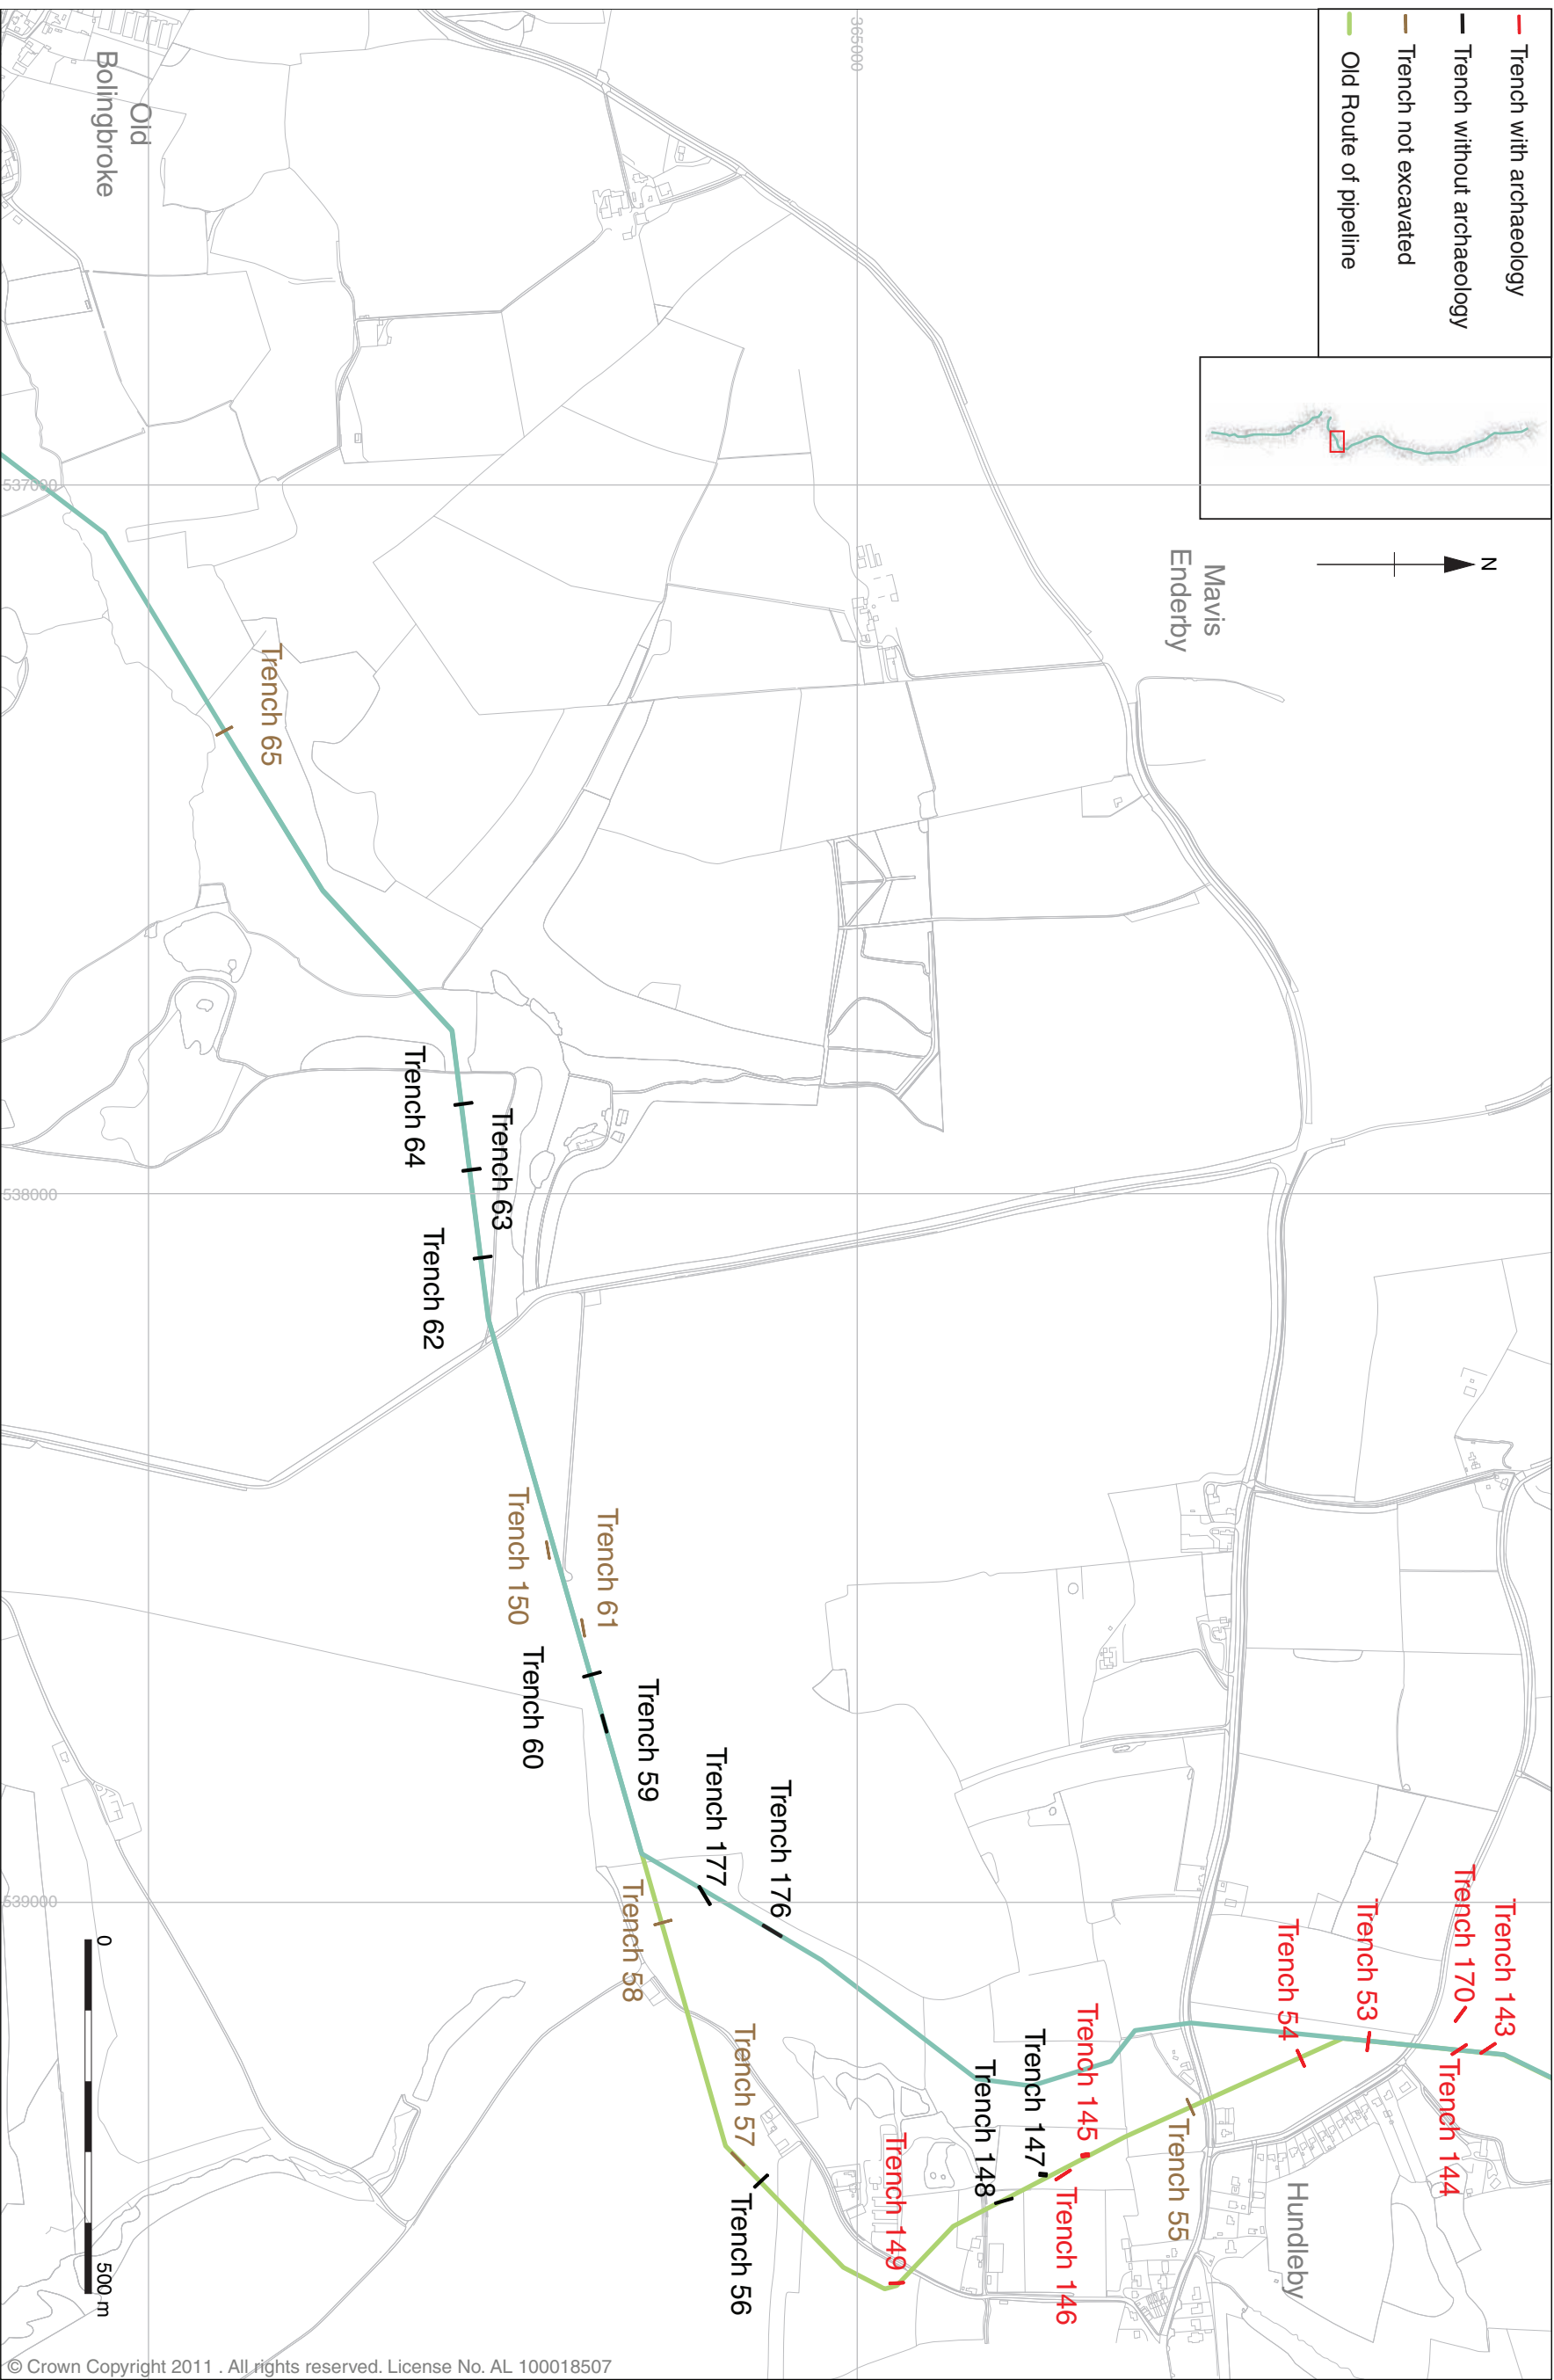 Trench with archaeology
Trench without archaeology
Trench not excavated
Old Route of pipeline
N
Mavis
Enderby
Old
Bolingbroke
Hundleby
365000
537000
538000
539000
Trench 143
Trench 170
Trench 144
Trench 53
Trench 54
Trench 55
Trench 145
Trench 146
Trench 147
Trench 148
Trench 149
Trench 176
Trench 177
Trench 56
Trench 57
Trench 58
Trench 59
Trench 60
Trench 61
Trench 150
Trench 62
Trench 63
Trench 64
Trench 65
0
500 m
© Crown Copyright 2011 . All rights reserved. License No. AL 100018507